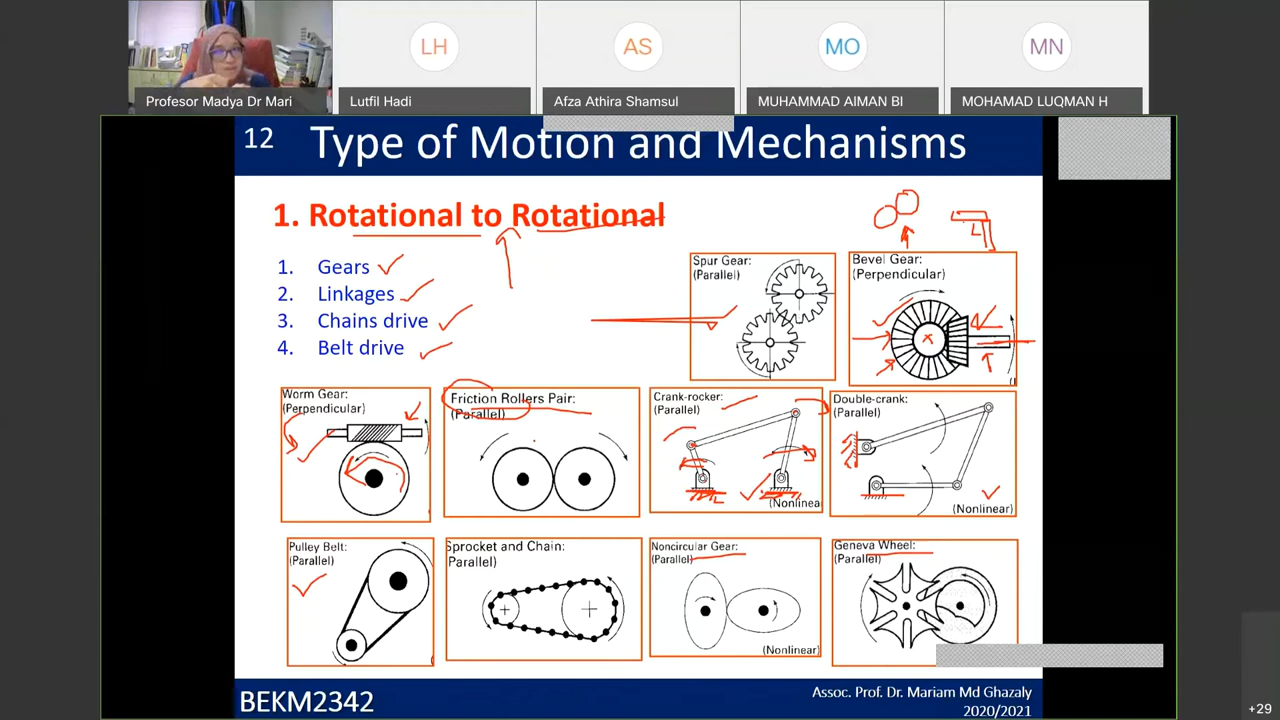 LH
AS
MO
MN
Profesor Madya Dr Mari
Lutfil Hadi
Afza Athira Shamsul
MUHAMMAD AIMAN BI
MOHAMAD LUQMAN H
12
Type of Motion and Mechanisms
1. Rotational to Rotational
1. Gears
2. Linkages
3. Chains drive
4. Belt drive
Spur Gear:
(Parallel)
Bevel Gear:
(Perpendicular)
Worm Gear:
(Perpendicular)
Friction Rollers Pair:
(Parallel)
Crank-rocker:
(Parallel)
(Nonlinea
Double-crank:
(Parallel)
(Nonlinear)
Pulley Belt:
(Parallel)
Sprocket and Chain:
(Parallel)
Noncircular Gear:
(Parallel)
(Nonlinear)
Geneva Wheel:
(Parallel)
BEKM2342
Assoc. Prof. Dr. Mariam Md Ghazaly
2020/2021
+29